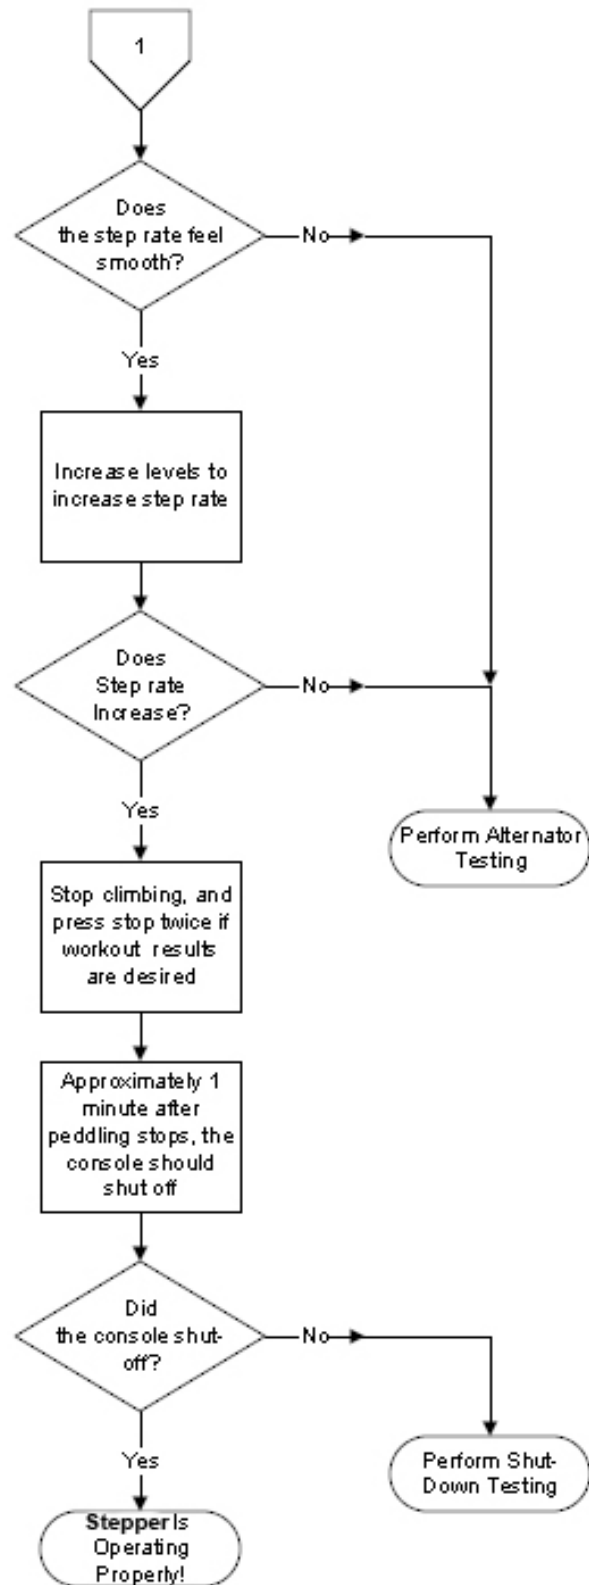 1
Does
the step rate feel
smooth?
No
Yes
Increase levels to
increase step rate
Does
Step rate
Increase?
No
Yes
Perform Alternator
Testing
Stop climbing, and
press stop twice if
workout results
are desired
Approximately 1
minute after
peddling stops, the
console should
shut off
Did
the console shut-
off?
No
Yes
Perform Shut-
Down Testing
Stepper Is
Operating
Properly!